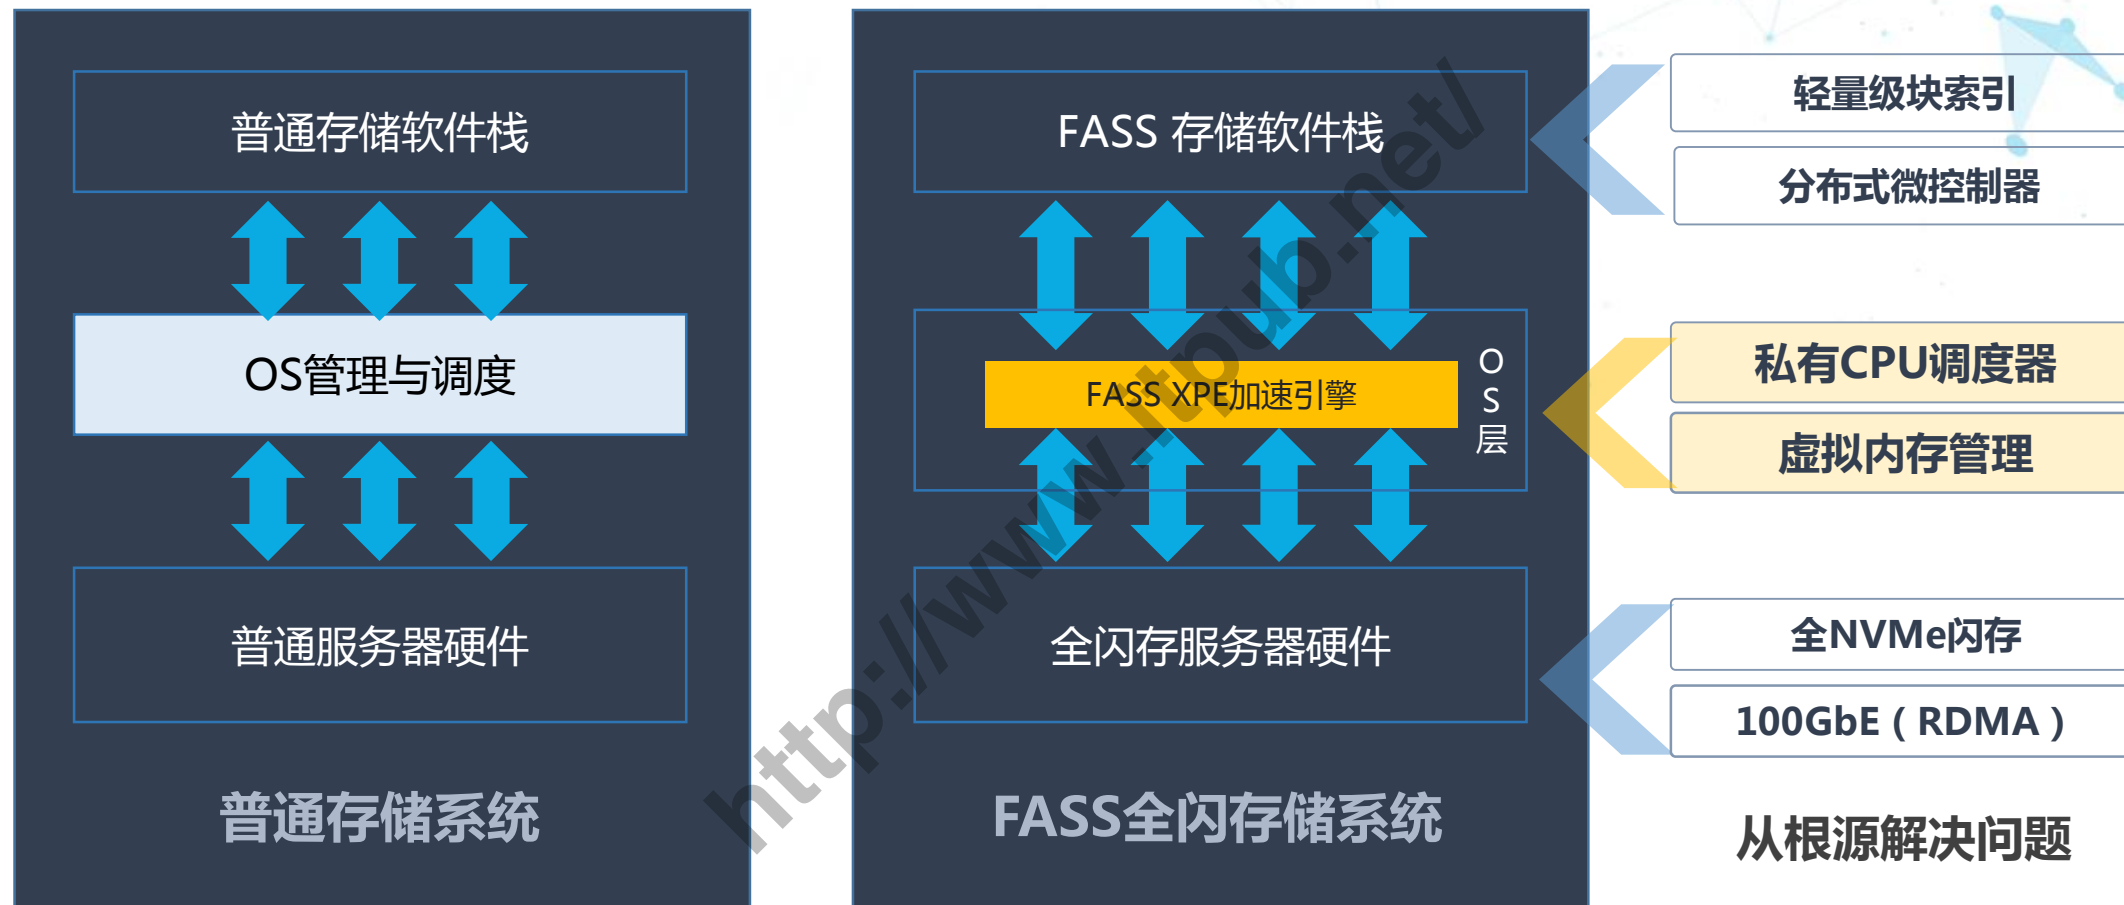 普通存储软件栈
OS管理与调度
普通服务器硬件
普通存储系统
FASS 存储软件栈
FASS XPE加速引擎
O
S
层
全闪存服务器硬件
FASS全闪存储系统
轻量级块索引
分布式微控制器
私有CPU调度器
虚拟内存管理
全NVMe闪存
100GbE（RDMA）
从根源解决问题
http://www.itpub.net/